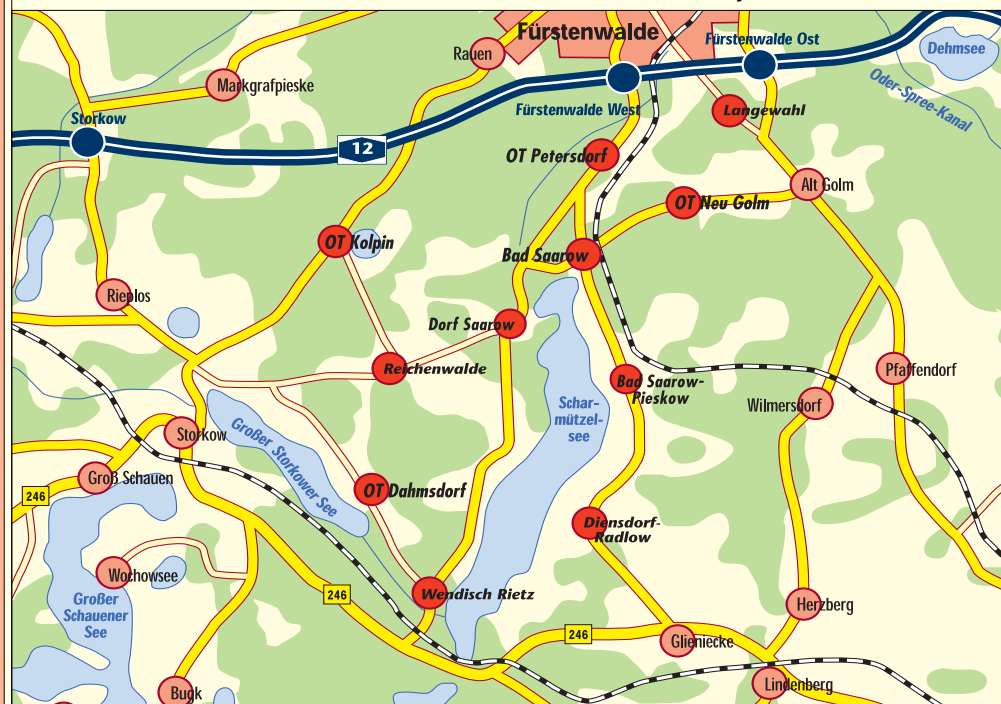 Fürstenwalde
Rauen
Fürstenwalde Ost
Dehmsee
Markgrafpieske
Oder-Spree-Kanal
Fürstenwalde West
Langewahl
Storkow
12
OT Petersdorf
Alt Golm
OT Neu Golm
OT Kolpin
Bad Saarow
Rieplos
Dorf Saarow
Reichenwalde
Pfaffendorf
Bad Saarow-
Pieskow
Wilmersdorf
Schar-
mützel-
see
Storkow
Großer Storkower See
Groß Schauen
246
OT Dahmsdorf
Diensdorf-
Radlow
Wochowsee
Großer
Schauener
See
246
Wendisch Rietz
Herzberg
246
Glieniecke
Lindenberg
Bugk